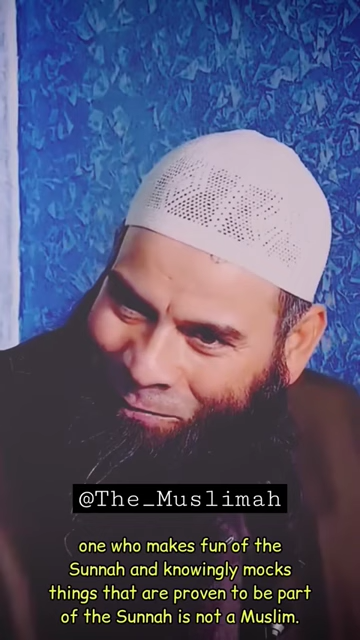 @The_Muslimah
one who makes fun of the
Sunnah and knowingly mocks
things that are proven to be part
of the Sunnah is not a Muslim.